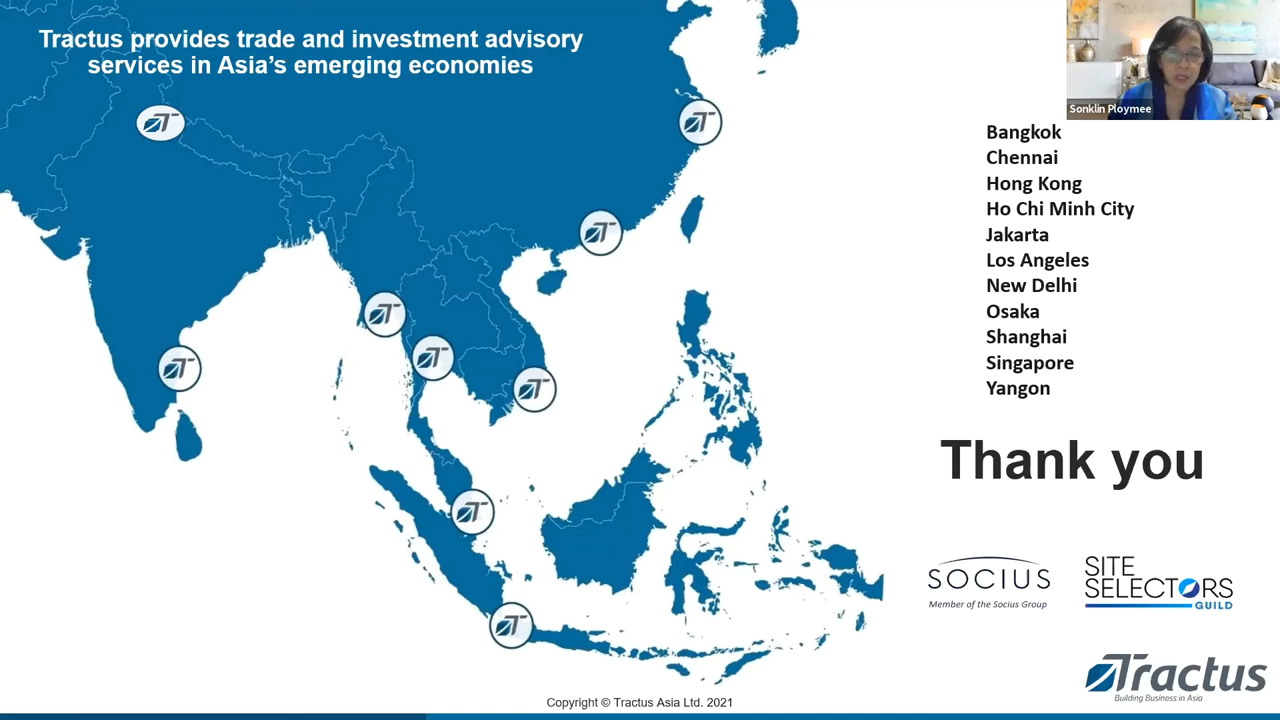 Tractus provides trade and investment advisory
services in Asia’s emerging economies
Sonklin Ploymee
Bangkok
Chennai
Hong Kong
Ho Chi Minh City
Jakarta
Los Angeles
New Delhi
Osaka
Shanghai
Singapore
Yangon
Thank you
SOCIUS
Member of the Socius Group
SITE
SELECTORS
GUILD
Tractus
Building Business in Asia
Copyright © Tractus Asia Ltd. 2021